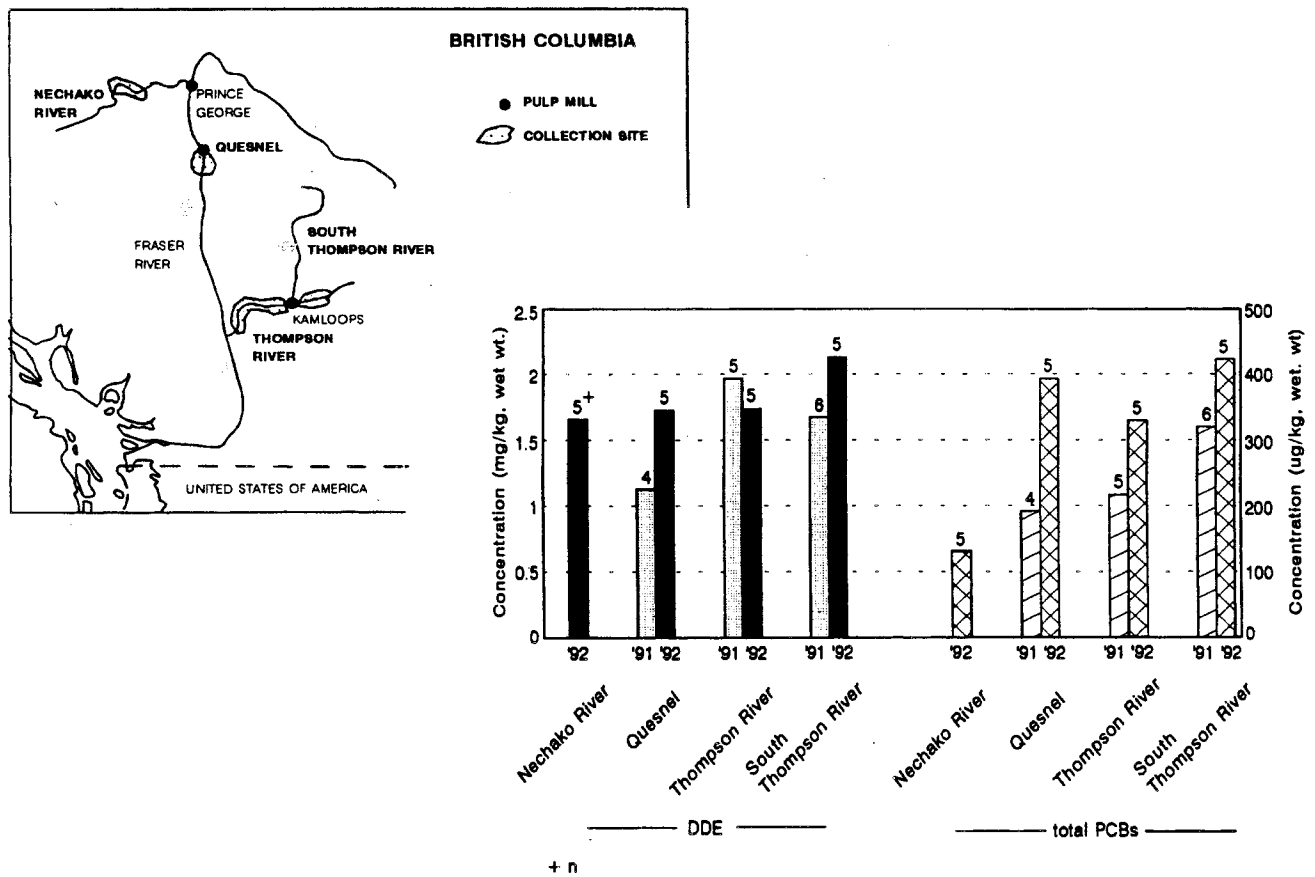 BRITISH COLUMBIA
PULP MILL
COLLECTION SITE
NECHAKO
RIVER
PRINCE
GEORGE
QUESNEL
FRASER
RIVER
SOUTH
THOMPSON RIVER
KAMLOOPS
THOMPSON
RIVER
UNITED STATES OF AMERICA
Concentration (mg/kg, wet wt.)
2.5
2
1.5
1
0.5
0
5+
4
5
5
5
6
5
5
4
5
5
5
6
5
500
400
300
200
100
0
Concentration (ug/kg, wet. wt)
'92
'91 '92
'91 '92
'91 '92
'92
'91 '92
'91 '92
'91 '92
Nechako River
Quesnel
Thompson River
South
Thompson River
Nechako River
Quesnel
Thompson River
South
Thompson River
DDE
total PCBs
+ n